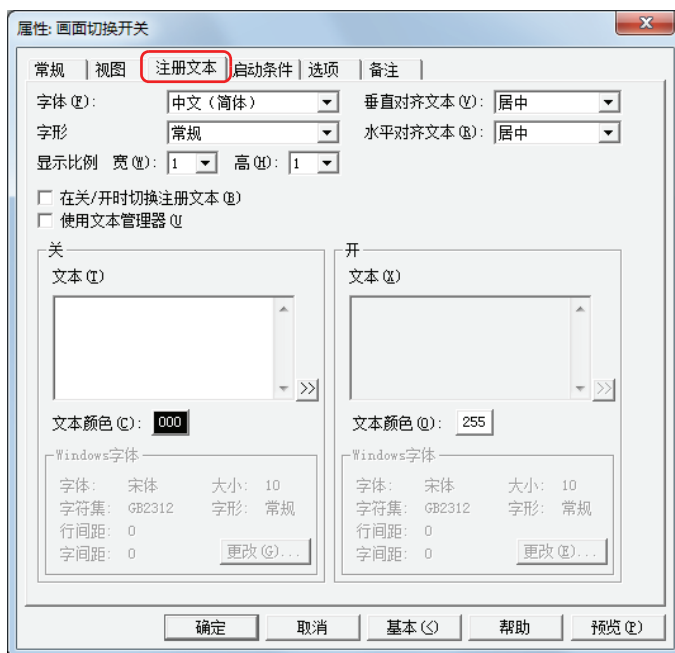 属性: 画面切换开关
常规 视图 注册文本 启动条件 选项 备注
字体(F): 中文（简体） 垂直对齐文本(V): 居中
字形 常规 水平对齐文本(R): 居中
显示比例 宽(W): 1 高(H): 1
在关/开时切换注册文本(B)
使用文本管理器(U
关 开
文本(T) 文本(X)
>> >>
文本颜色(C): 000 文本颜色(O): 255
Windows字体 Windows字体
字体: 宋体 大小: 10 字体: 宋体 大小: 10
字符集: GB2312 字形: 常规 字符集: GB2312 字形: 常规
行间距: 0 行间距: 0
字间距: 0 更改(G)... 字间距: 0 更改(E)...
确定 取消 基本(<) 帮助 预览(P)